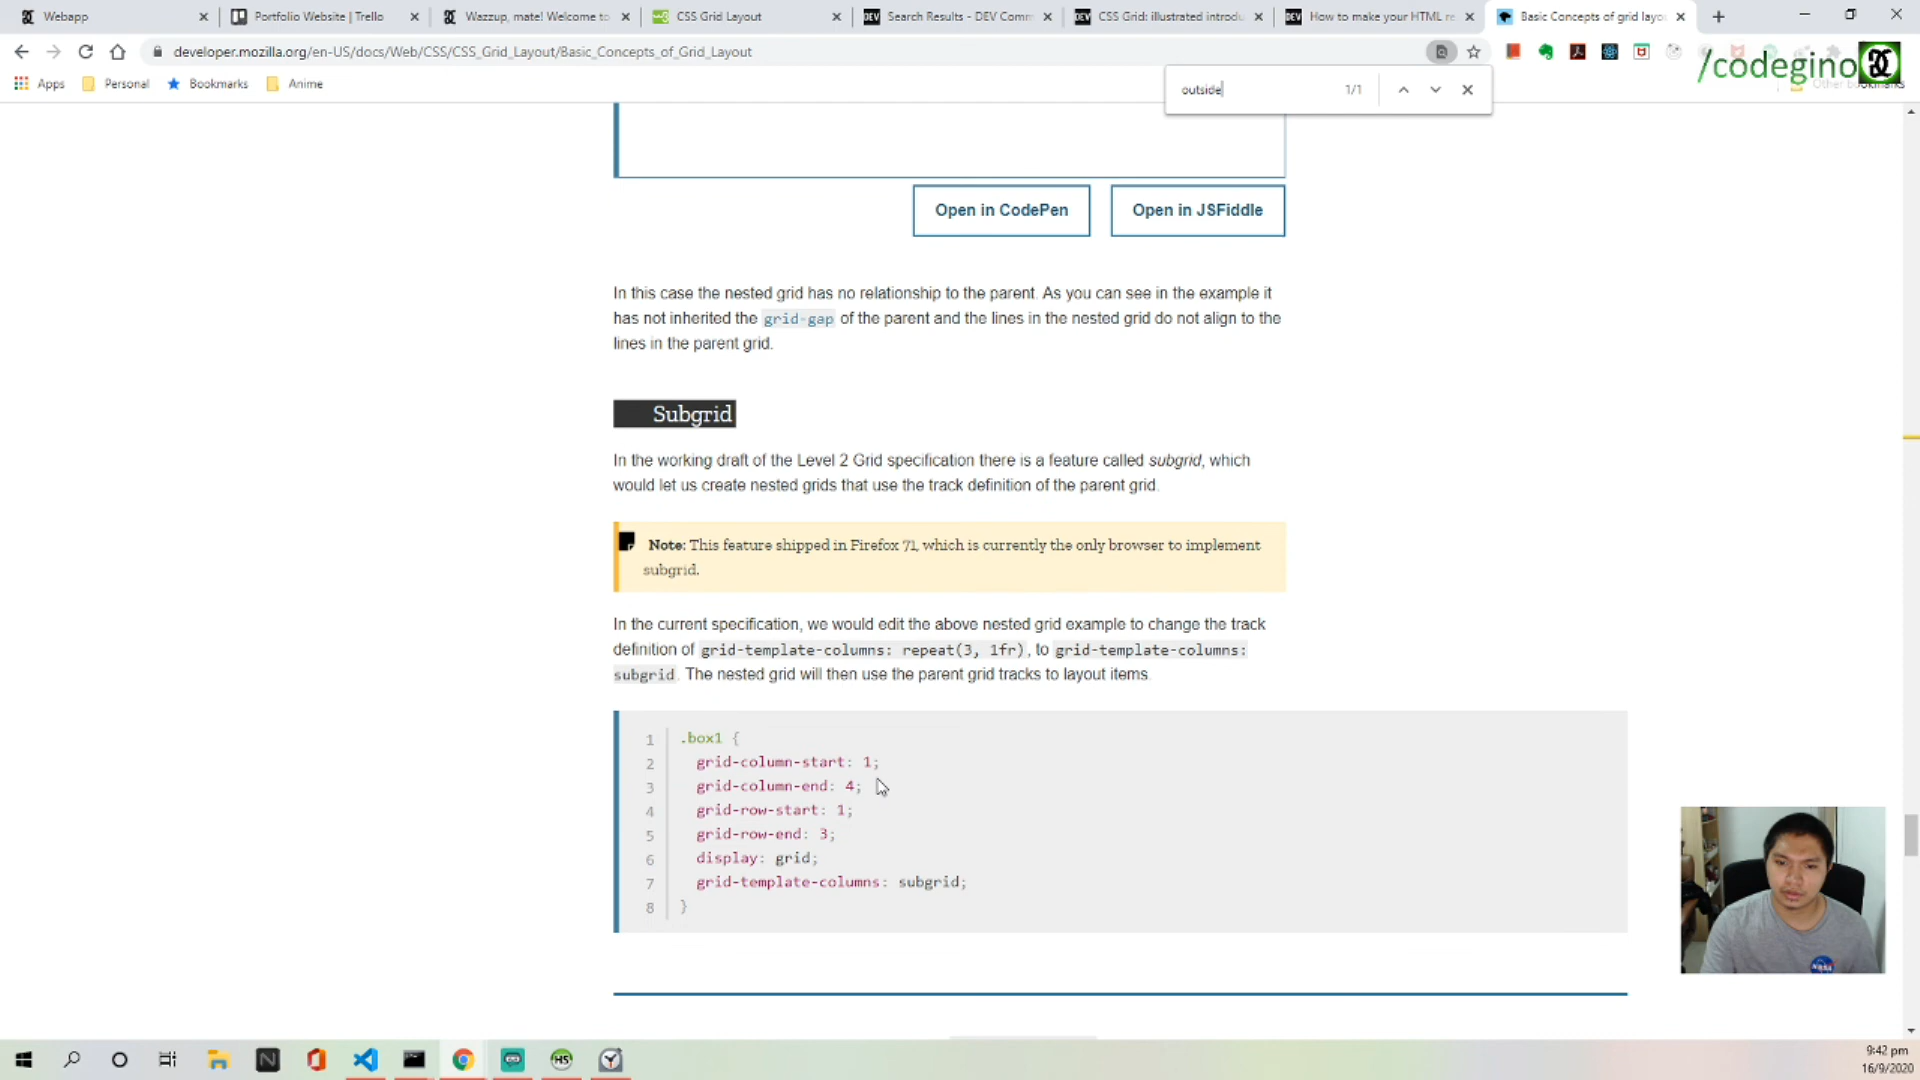 Webapp
Portfolio Website | Trello
Wazzup, mate! Welcome to
CSS Grid Layout
Search Results - DEV Comm
CSS Grid: illustrated introdu
How to make your HTML re
Basic Concepts of grid layo
developer.mozilla.org/en-US/docs/Web/CSS/CSS_Grid_Layout/Basic_Concepts_of_Grid_Layout
/codegino
Apps
Personal
Bookmarks
Anime
Other bookmarks
outside
1/1
Open in CodePen
Open in JSFiddle
In this case the nested grid has no relationship to the parent. As you can see in the example it
has not inherited the grid-gap of the parent and the lines in the nested grid do not align to the
lines in the parent grid.
Subgrid
In the working draft of the Level 2 Grid specification there is a feature called subgrid, which
would let us create nested grids that use the track definition of the parent grid.
Note: This feature shipped in Firefox 71, which is currently the only browser to implement
subgrid.
In the current specification, we would edit the above nested grid example to change the track
definition of grid-template-columns: repeat(3, 1fr), to grid-template-columns:
subgrid. The nested grid will then use the parent grid tracks to layout items.
1 .box1 {
2 grid-column-start: 1;
3 grid-column-end: 4;
4 grid-row-start: 1;
5 grid-row-end: 3;
6 display: grid;
7 grid-template-columns: subgrid;
8 }
NASA
9:42 pm
16/9/2020